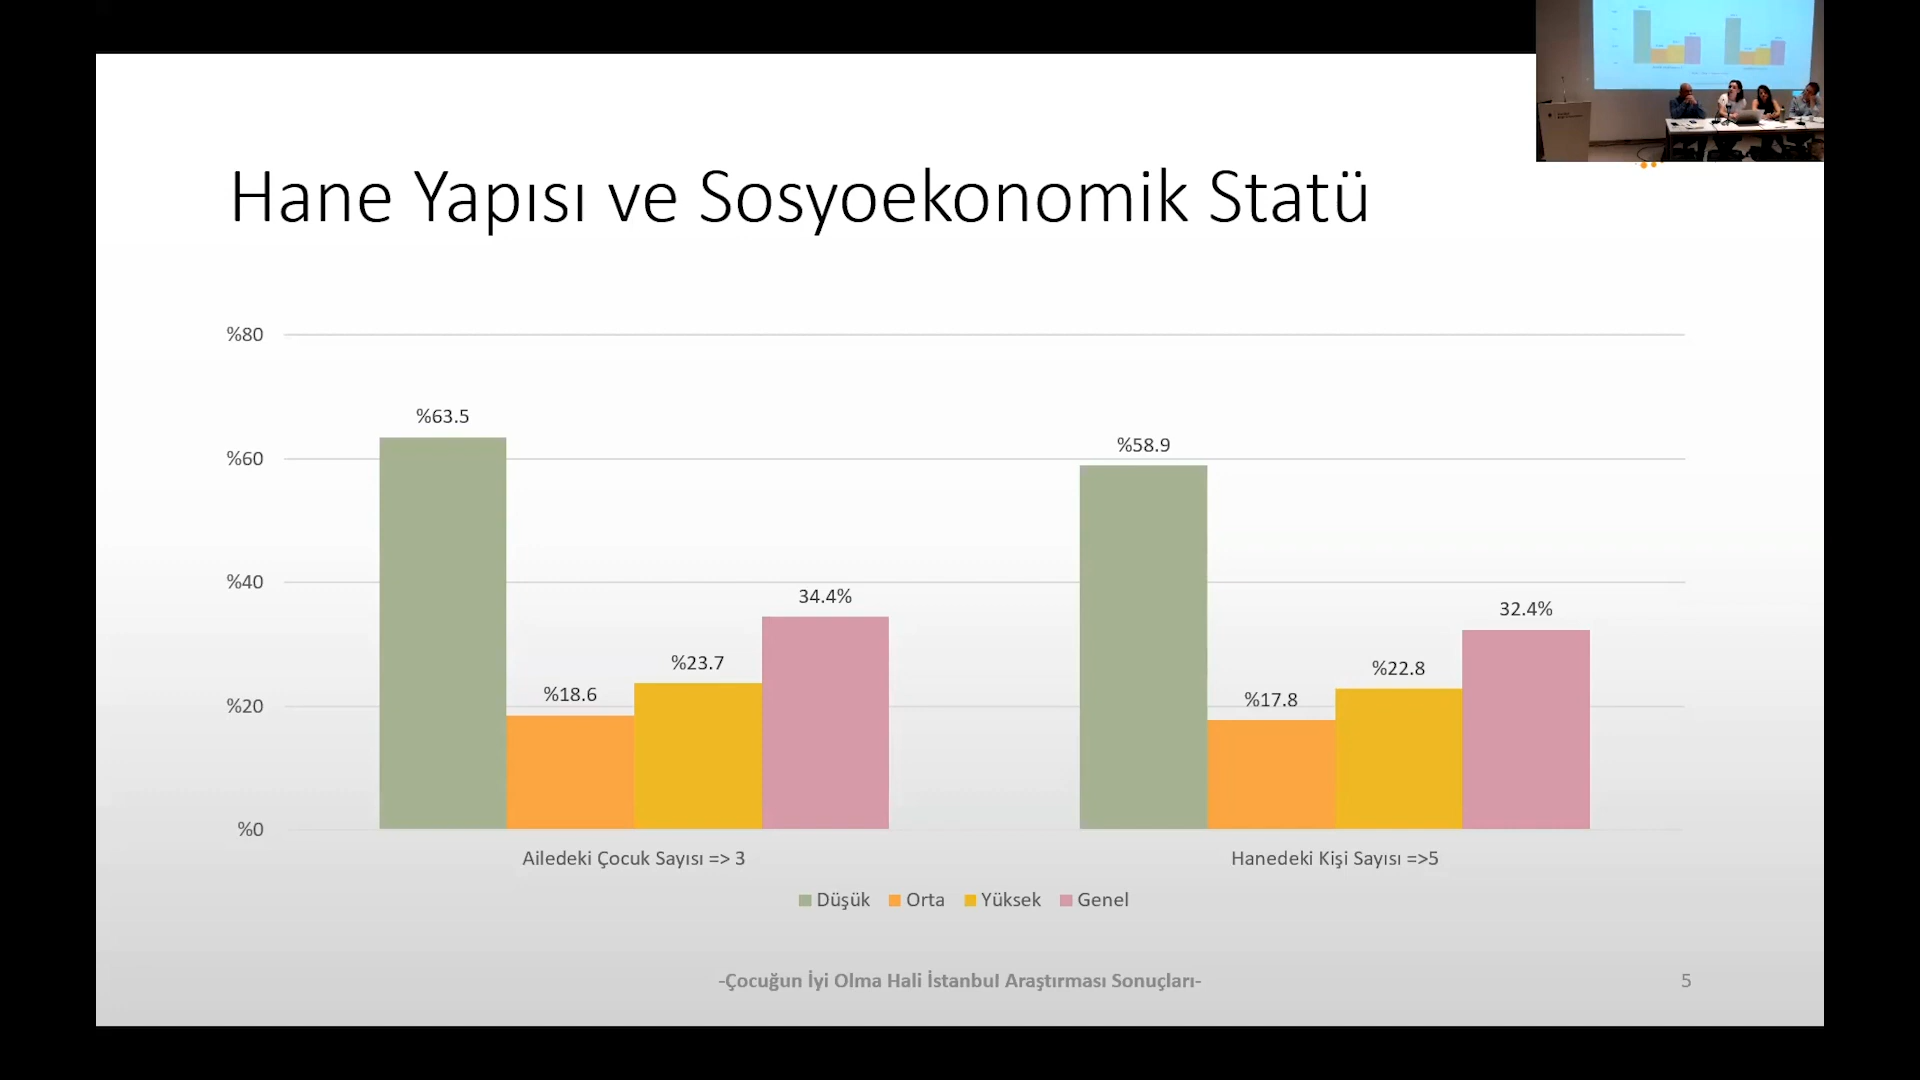 Hane Yapısı ve Sosyoekonomik Statü
%80
%60
%40
%20
%0
%63.5
%18.6
%23.7
34.4%
%58.9
%17.8
%22.8
32.4%
Ailedeki Çocuk Sayısı => 3
Hanedeki Kişi Sayısı =>5
Düşük Orta Yüksek Genel
-Çocuğun İyi Olma Hali İstanbul Araştırması Sonuçları-
5